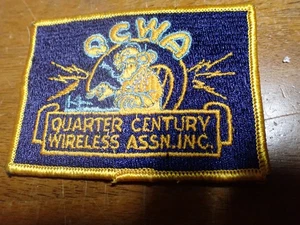 QCWA
QUARTER CENTURY
WIRELESS ASSN. INC.